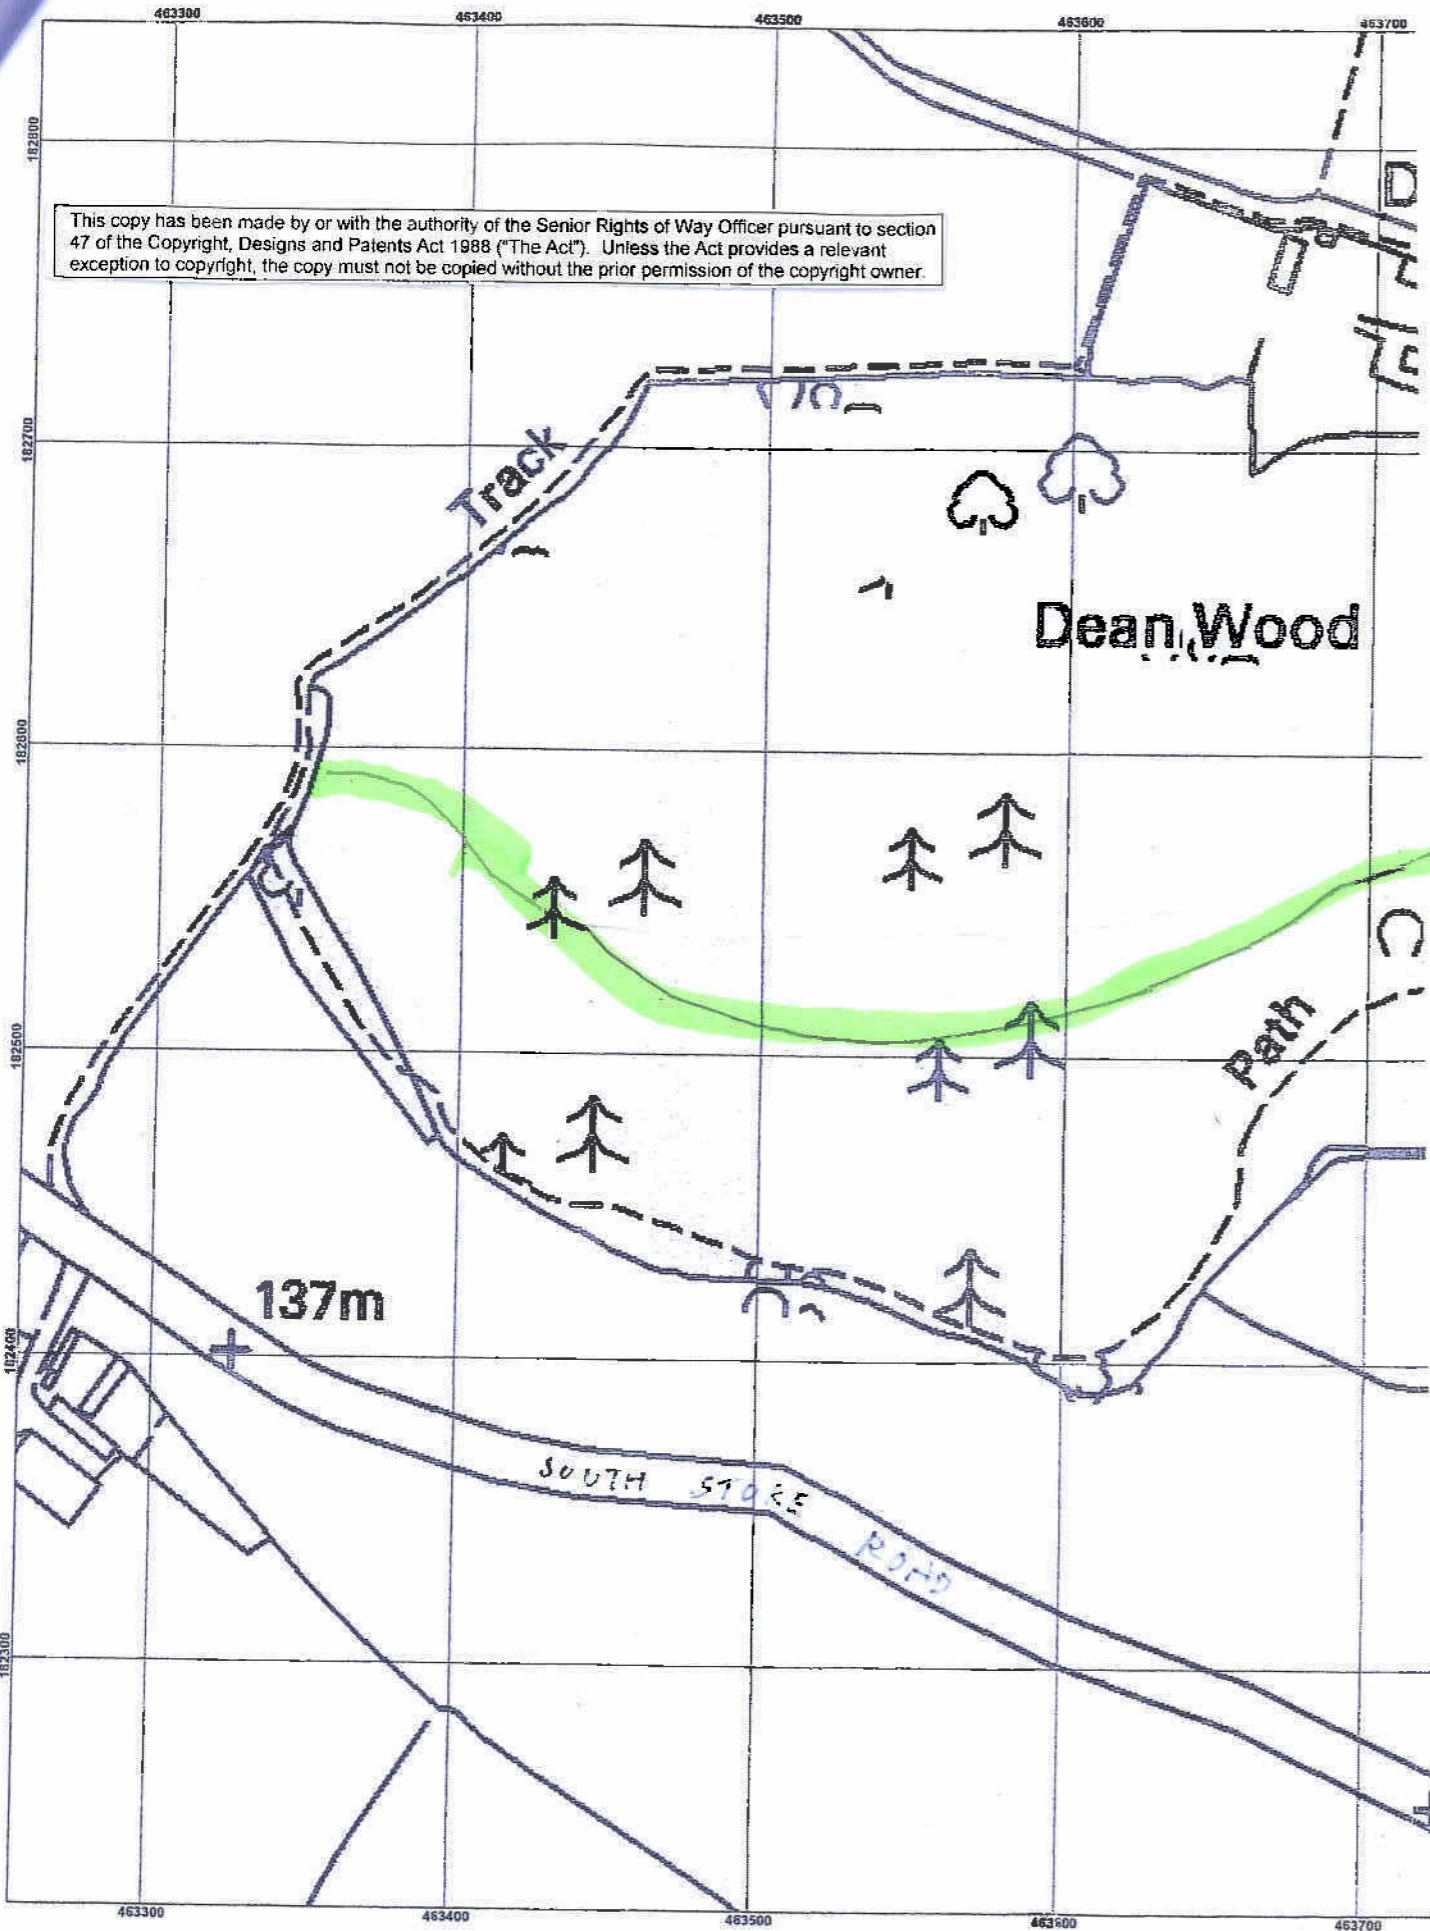 463300 463400 463500 463600 463700
182800
This copy has been made by or with the authority of the Senior Rights of Way Officer pursuant to section
47 of the Copyright, Designs and Patents Act 1988 ("The Act"). Unless the Act provides a relevant
exception to copyright, the copy must not be copied without the prior permission of the copyright owner.
D
182700
Track
Dean Wood
182600
C
182500
Path
137m
182400
SOUTH STOKE ROAD
182300
463300 463400 463500 463600 463700